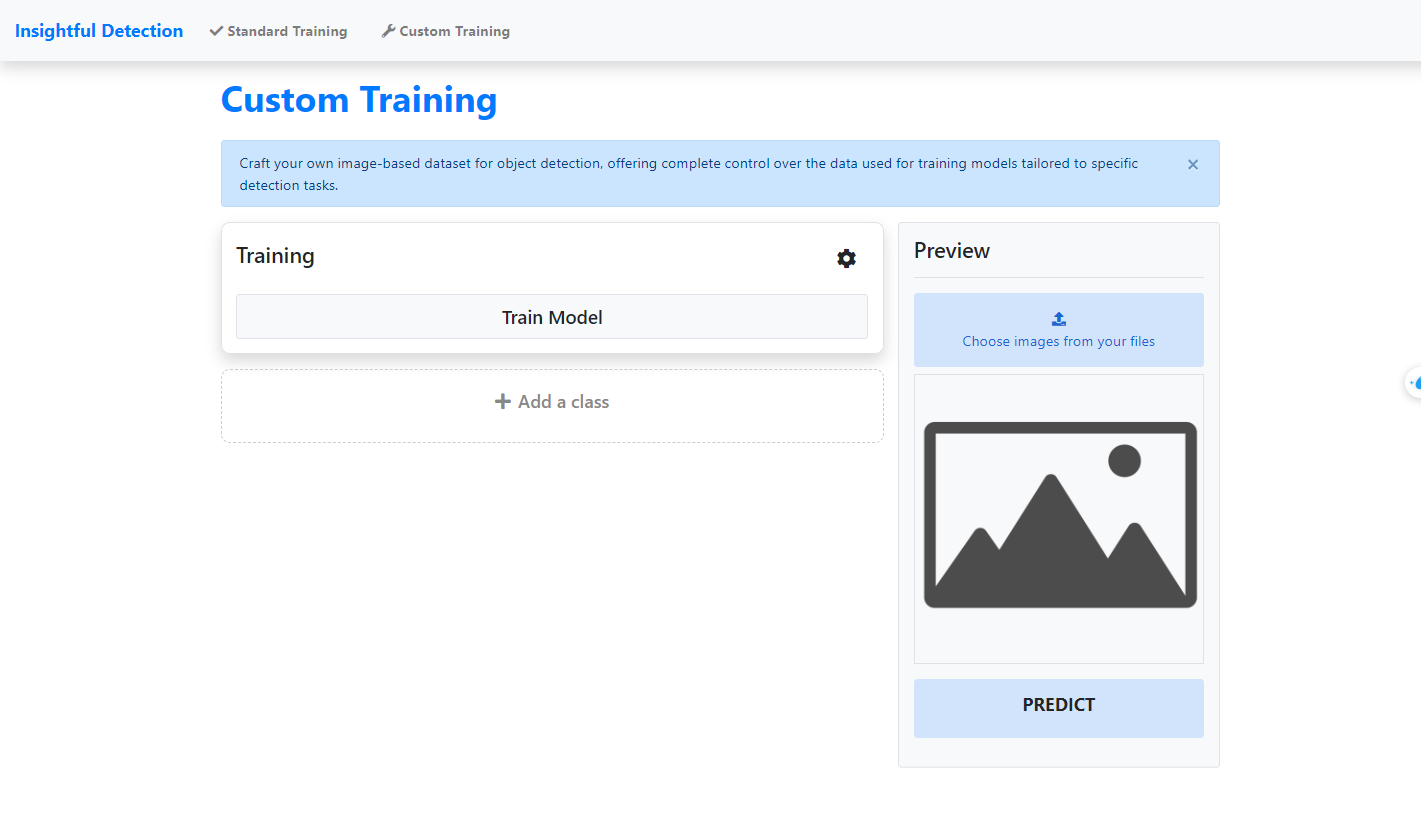 Insightful Detection
Standard Training
Custom Training
Custom Training
Craft your own image-based dataset for object detection, offering complete control over the data used for training models tailored to specific
detection tasks.
×
Training
Train Model
Add a class
Preview
Choose images from your files
PREDICT